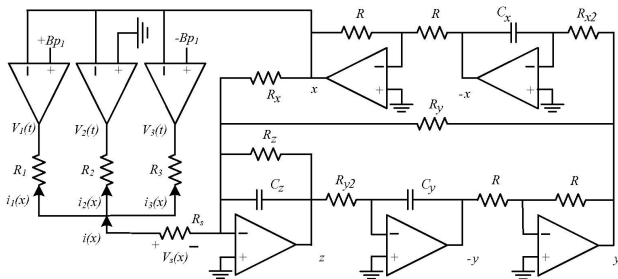 R R Cx Rx2
+Bp1 -Bp1
- + - + - +
Rx x - + -x - +
V1(t) V2(t) V3(t)
Ry
Rz
R1 R2 R3
Cz Ry2 Cy R R
i1(x) i2(x) i3(x)
Rs
i(x)
+ Vs(x) -
- + z - + -y - + y